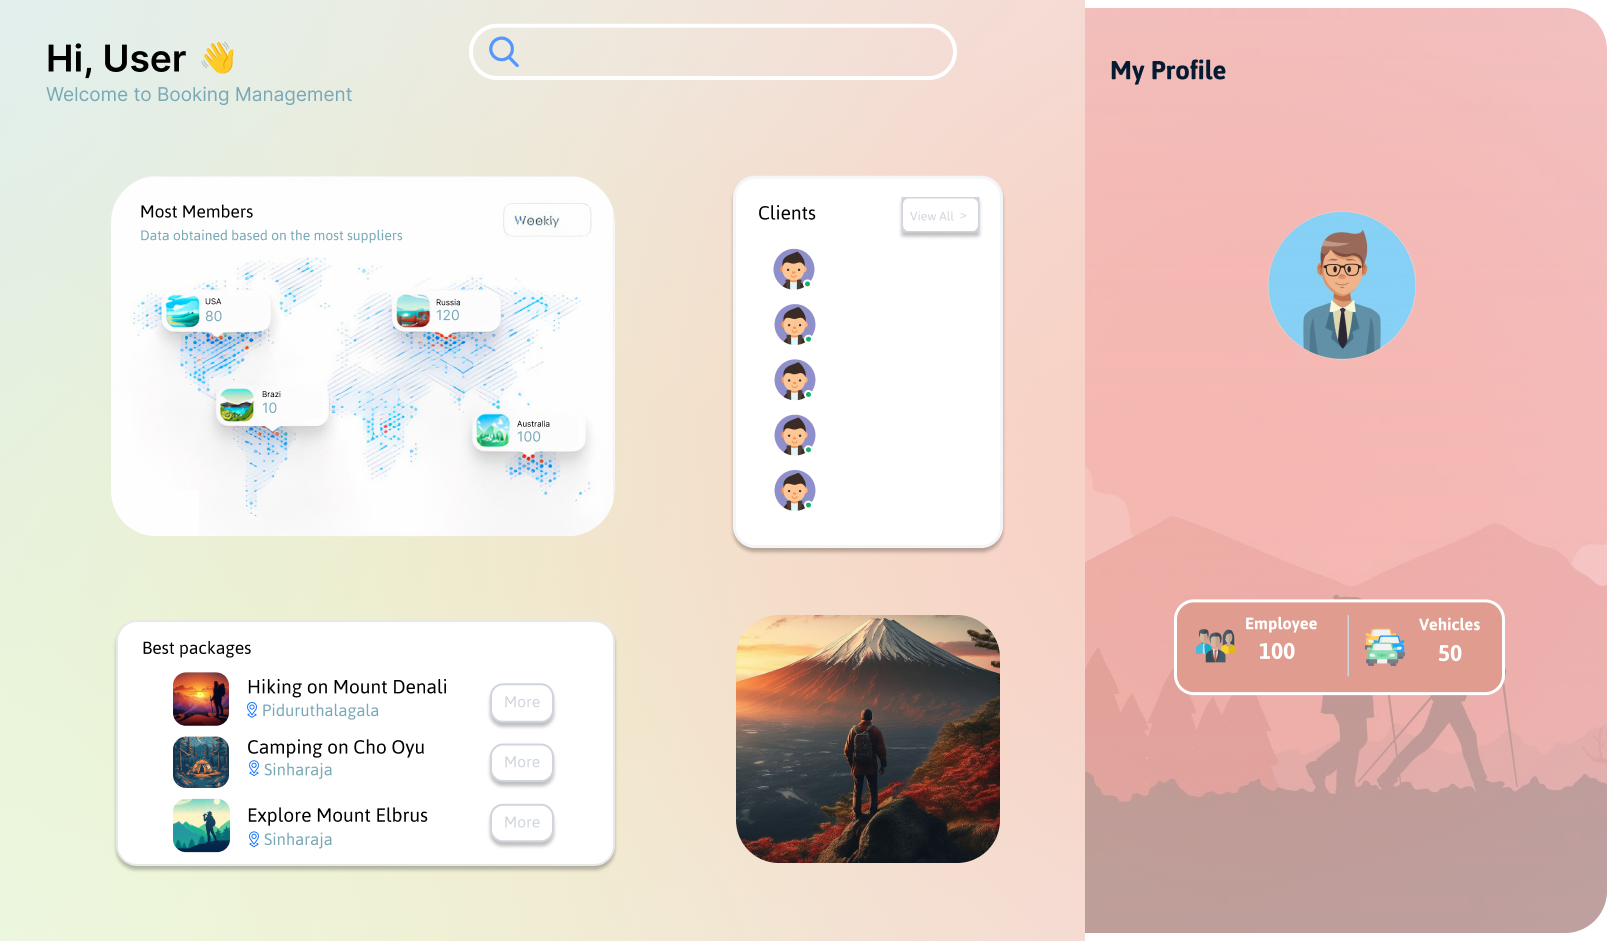 Hi, User 👋
Welcome to Booking Management
My Profile
Most Members
Data obtained based on the most suppliers
Weekly
USA
80
Russia
120
Brazi
10
Australia
100
Clients
View All >
Best packages
Hiking on Mount Denali
Piduruthalagala
More
Camping on Cho Oyu
Sinharaja
More
Explore Mount Elbrus
Sinharaja
More
Employee
100
Vehicles
50